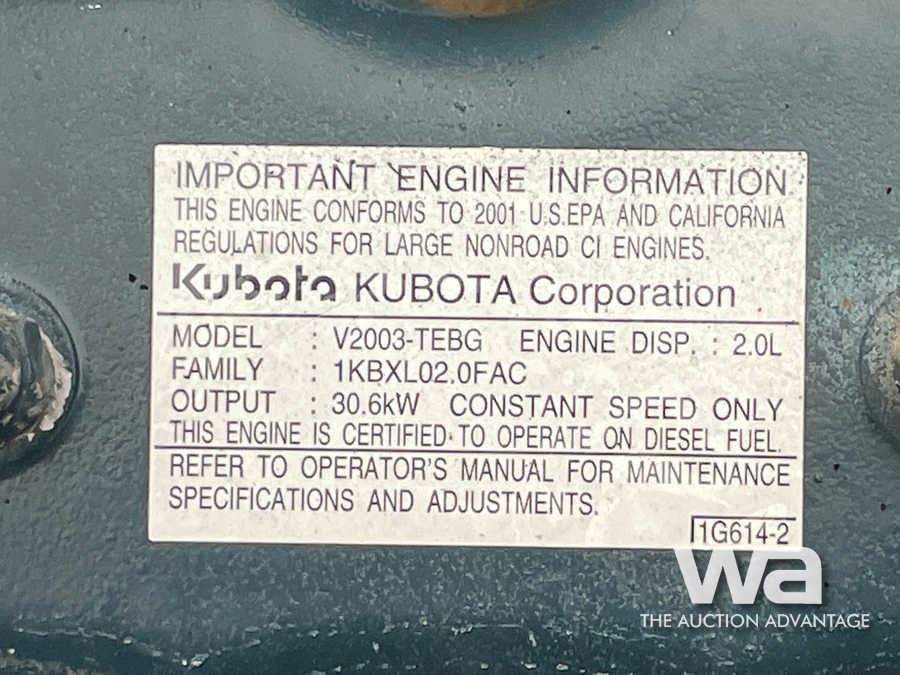 IMPORTANT ENGINE INFORMATION
THIS ENGINE CONFORMS TO 2001 U.S.EPA AND CALIFORNIA
REGULATIONS FOR LARGE NONROAD CI ENGINES.
Kubota KUBOTA Corporation
MODEL : V2003-TEBG ENGINE DISP. : 2.0L
FAMILY : 1KBXL02.0FAC
OUTPUT : 30.6kW CONSTANT SPEED ONLY
THIS ENGINE IS CERTIFIED TO OPERATE ON DIESEL FUEL.
REFER TO OPERATOR'S MANUAL FOR MAINTENANCE
SPECIFICATIONS AND ADJUSTMENTS.
1G614-2
wa
THE AUCTION ADVANTAGE